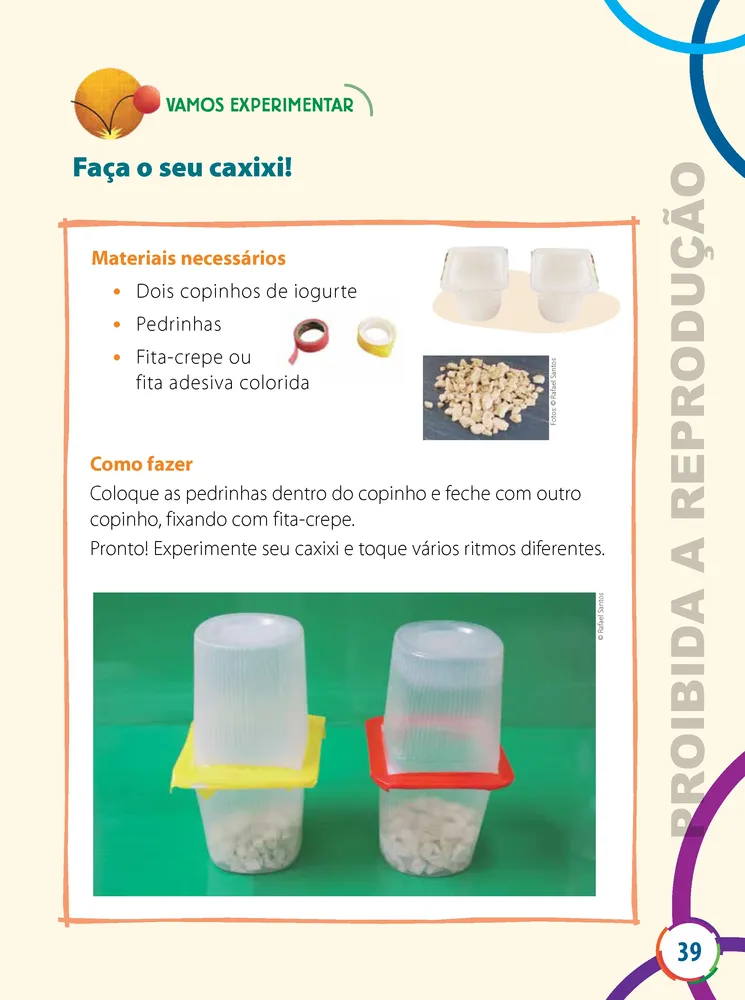 VAMOS EXPERIMENTAR
Faça o seu caxixi!
Materiais necessários
• Dois copinhos de iogurte
• Pedrinhas
• Fita-crepe ou
fita adesiva colorida
Fotos: © Rafael Santos
Como fazer
Coloque as pedrinhas dentro do copinho e feche com outro
copinho, fixando com fita-crepe.
Pronto! Experimente seu caxixi e toque vários ritmos diferentes.
© Rafael Santos
PROIBIDA A REPRODUÇÃO
39